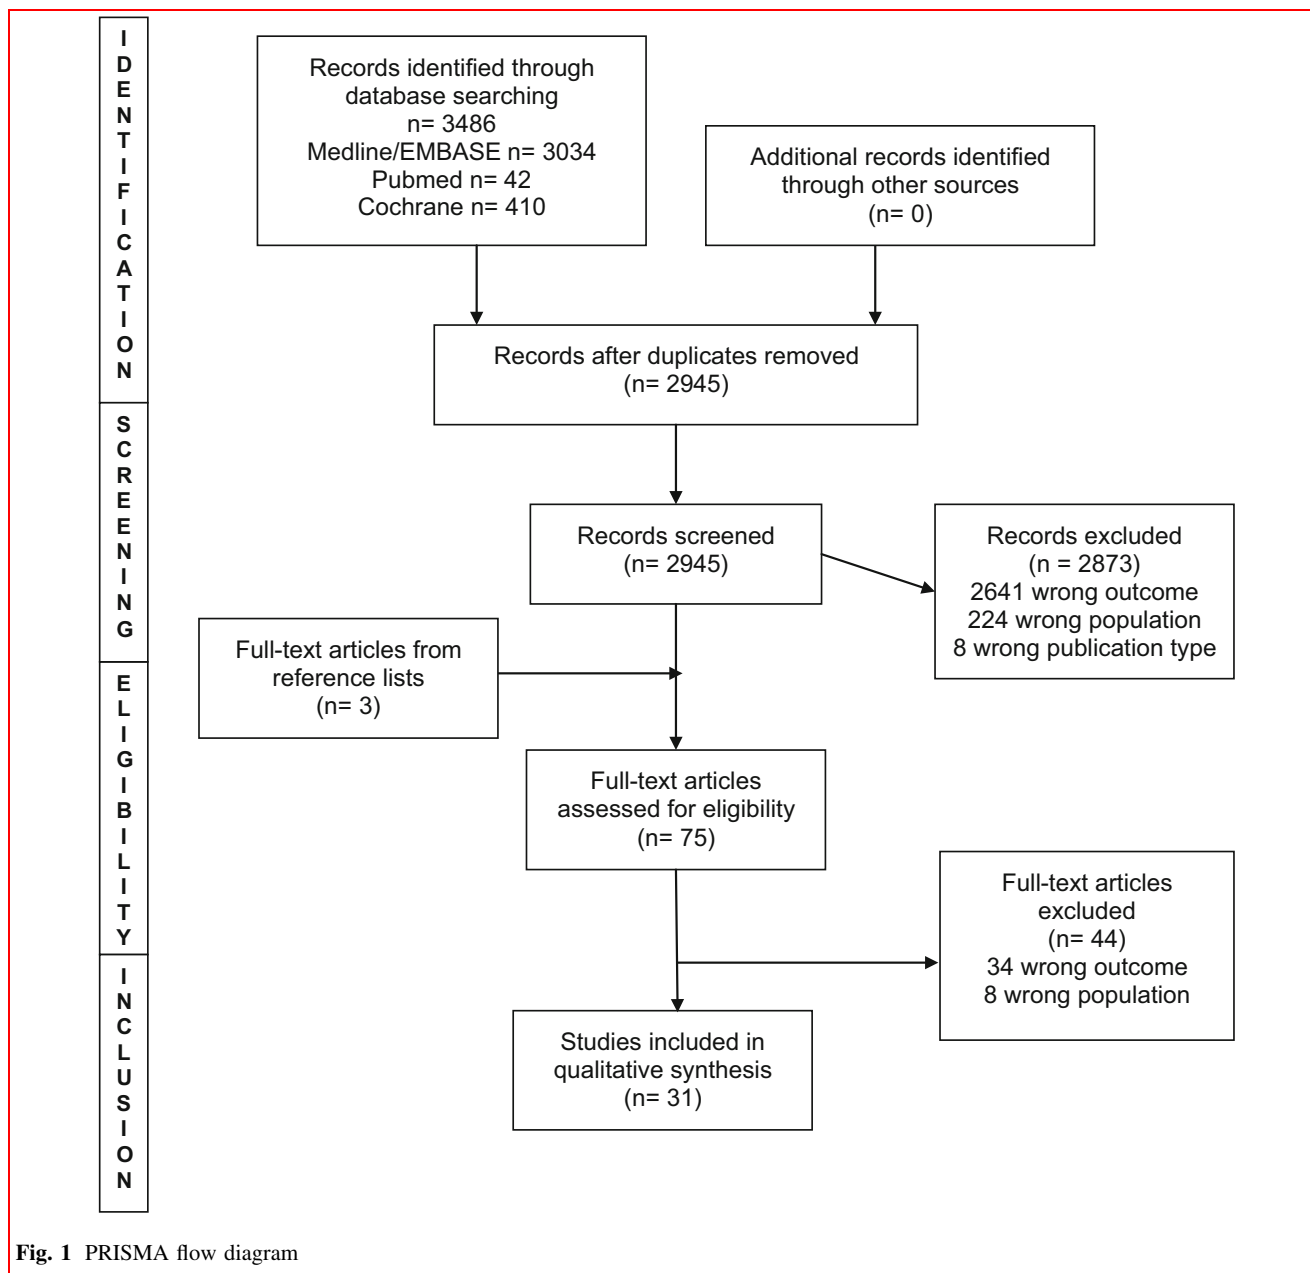 IDENTIFICATION
Records identified through
database searching
n= 3486
Medline/EMBASE n= 3034
Pubmed n= 42
Cochrane n= 410
Additional records identified
through other sources
(n= 0)
Records after duplicates removed
(n= 2945)
SCREENING
Records screened
(n= 2945)
Records excluded
(n = 2873)
2641 wrong outcome
224 wrong population
8 wrong publication type
Full-text articles from
reference lists
(n= 3)
ELIGIBILITY
Full-text articles
assessed for eligibility
(n= 75)
Full-text articles
excluded
(n= 44)
34 wrong outcome
8 wrong population
INCLUSION
Studies included in
qualitative synthesis
(n= 31)
Fig. 1 PRISMA flow diagram